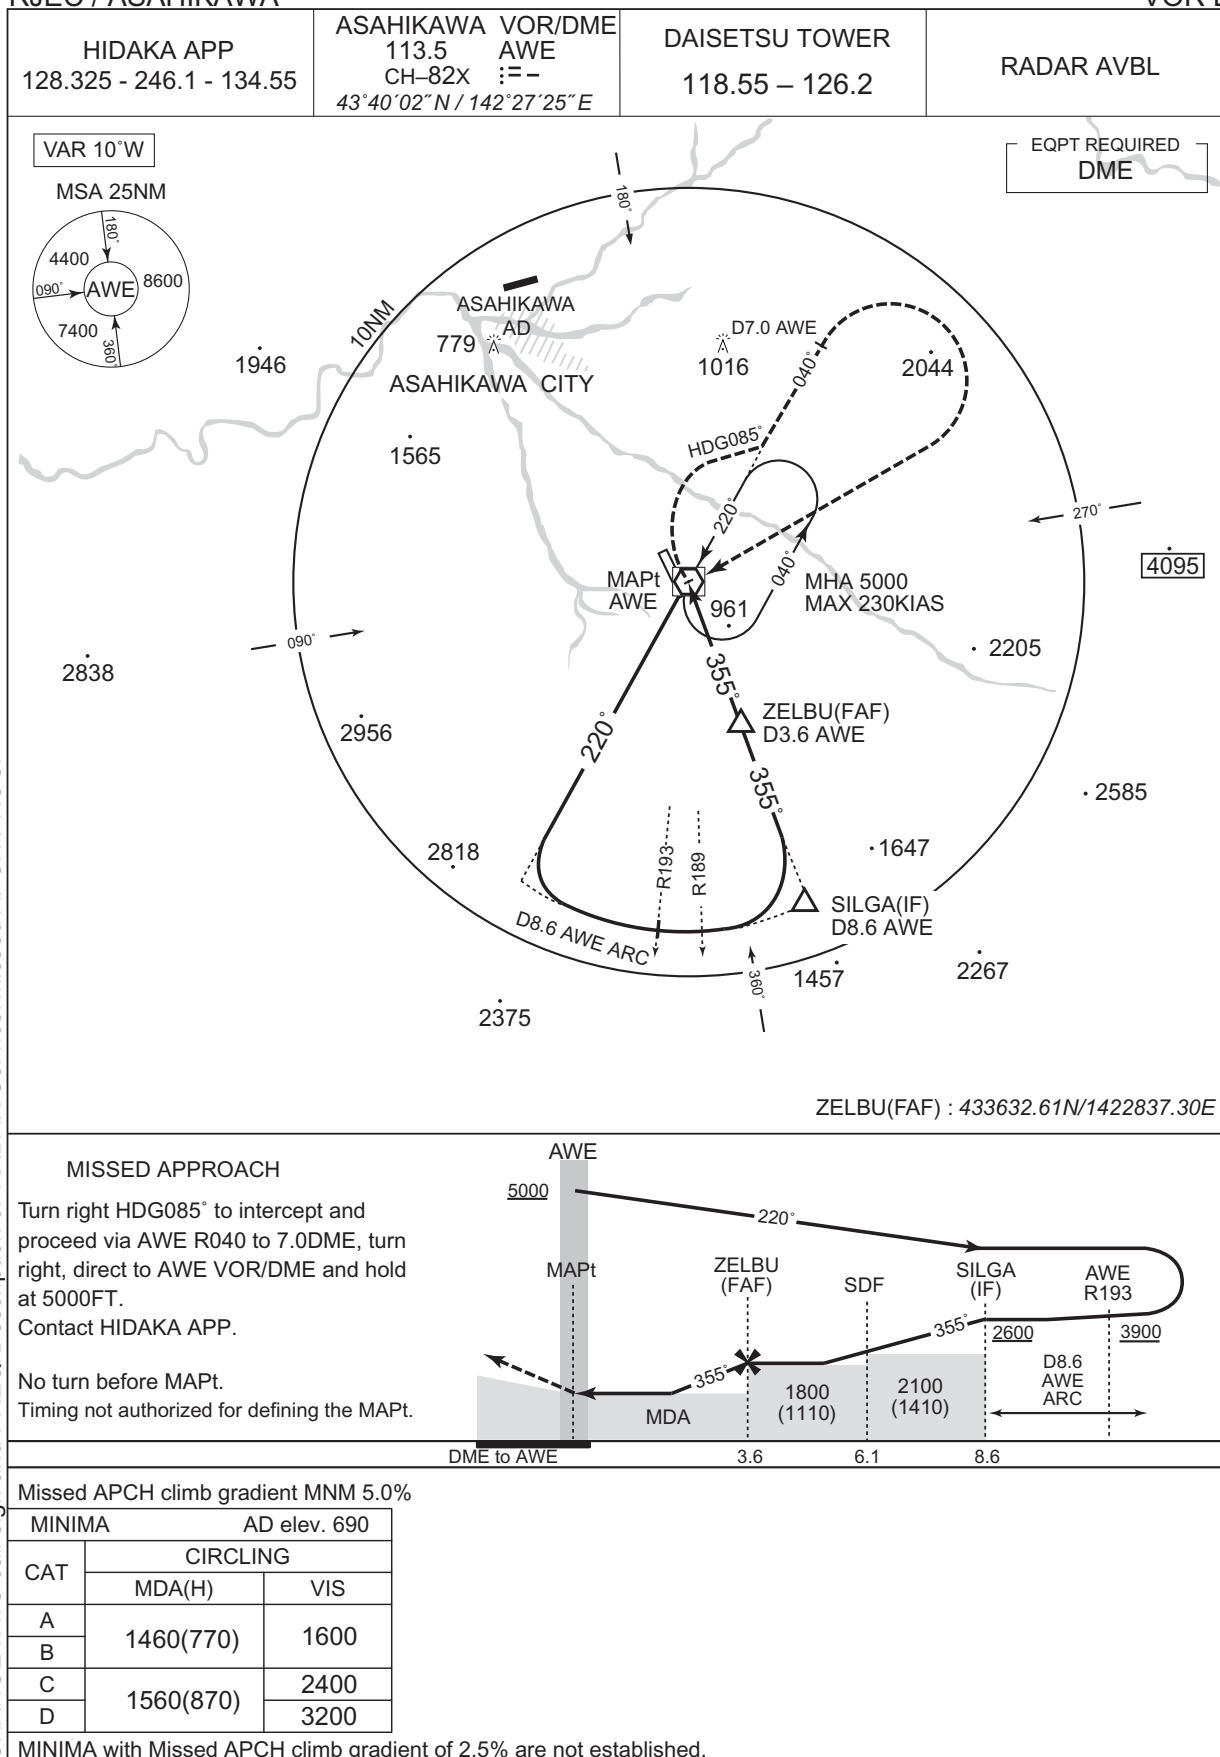 HIDAKA APP
128.325 - 246.1 - 134.55
ASAHIKAWA VOR/DME
113.5 AWE
CH–82X
43°40´02˝N / 142°27´25˝E
DAISETSU TOWER
118.55 – 126.2
RADAR AVBL
VAR 10°W
MSA 25NM
180°
4400
8600
090°
AWE
7400
360°
EQPT REQUIRED
DME
180°
10NM
ASAHIKAWA
AD
779
ASAHIKAWA CITY
1946
1565
D7.0 AWE
1016
040°
2044
HDG085°
220°
040°
270°
4095
MAPt
AWE
961
MHA 5000
MAX 230KIAS
090°
2838
2205
2956
355°
ZELBU(FAF)
D3.6 AWE
220°
355°
2585
2818
R193
R189
1647
SILGA(IF)
D8.6 AWE
D8.6 AWE ARC
360°
1457
2267
2375
ZELBU(FAF) : 433632.61N/1422837.30E
MISSED APPROACH
Turn right HDG085° to intercept and
proceed via AWE R040 to 7.0DME, turn
right, direct to AWE VOR/DME and hold
at 5000FT.
Contact HIDAKA APP.
No turn before MAPt.
Timing not authorized for defining the MAPt.
AWE
5000
220°
MAPt
ZELBU
(FAF)
SDF
SILGA
(IF)
AWE
R193
355°
2600
3900
355°
MDA
1800
(1110)
2100
(1410)
D8.6
AWE
ARC
DME to AWE
3.6
6.1
8.6
Missed APCH climb gradient MNM 5.0%
MINIMA AD elev. 690
CAT
CIRCLING
MDA(H) VIS
A
B
1460(770) 1600
C
D
1560(870)
2400
3200
MINIMA with Missed APCH climb gradient of 2.5% are not established.